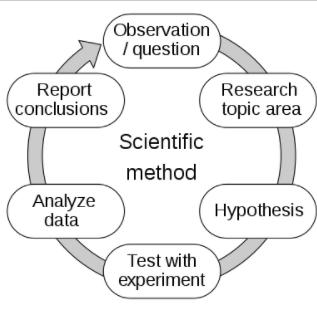 Observation
/ question
Research
topic area
Hypothesis
Test with
experiment
Analyze
data
Report
conclusions
Scientific
method